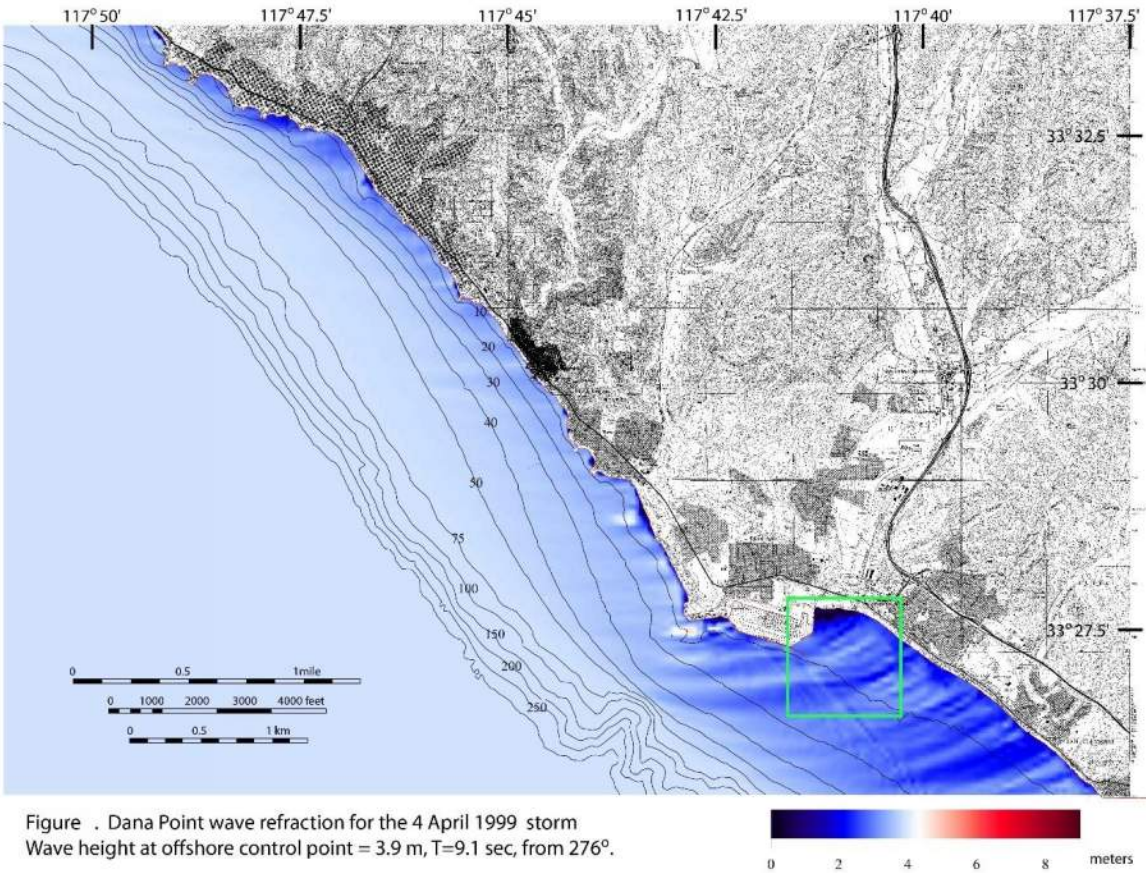 117°50' 117°47.5' 117°45' 117°42.5' 117°40' 117°37.5'
33°32.5'
10
20
30
33°30'
40
50
75
100
33°27.5'
150
200
250
0 0.5 1mile
0 1000 2000 3000 4000 feet
0 0.5 1 km
Figure . Dana Point wave refraction for the 4 April 1999 storm
Wave height at offshore control point = 3.9 m, T=9.1 sec, from 276°.
0 2 4 6 8 meters